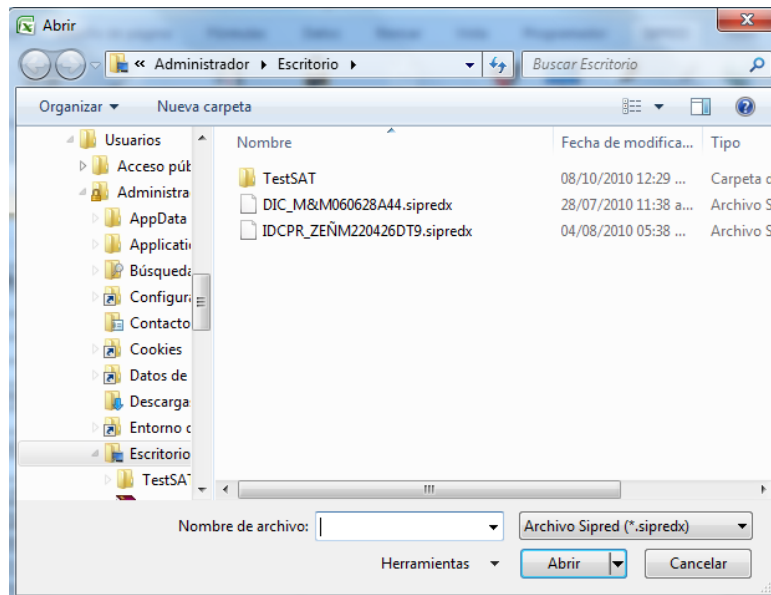 Abrir
« Administrador ▸ Escritorio ▸
Buscar Escritorio
Organizar Nueva carpeta
Usuarios
Acceso púb
Administra
AppData
Applicati
Búsqueda
Configura
Contacto
Cookies
Datos de
Descarga
Entorno d
Escritorio
TestSAT
Nombre Fecha de modifica... Tipo
TestSAT 08/10/2010 12:29 ... Carpeta d
DIC_M&M060628A44.sipredx 28/07/2010 11:38 a... Archivo S
IDCPR_ZEÑM220426DT9.sipredx 04/08/2010 05:38 ... Archivo S
Nombre de archivo: Archivo Sipred (*.sipredx)
Herramientas Abrir Cancelar